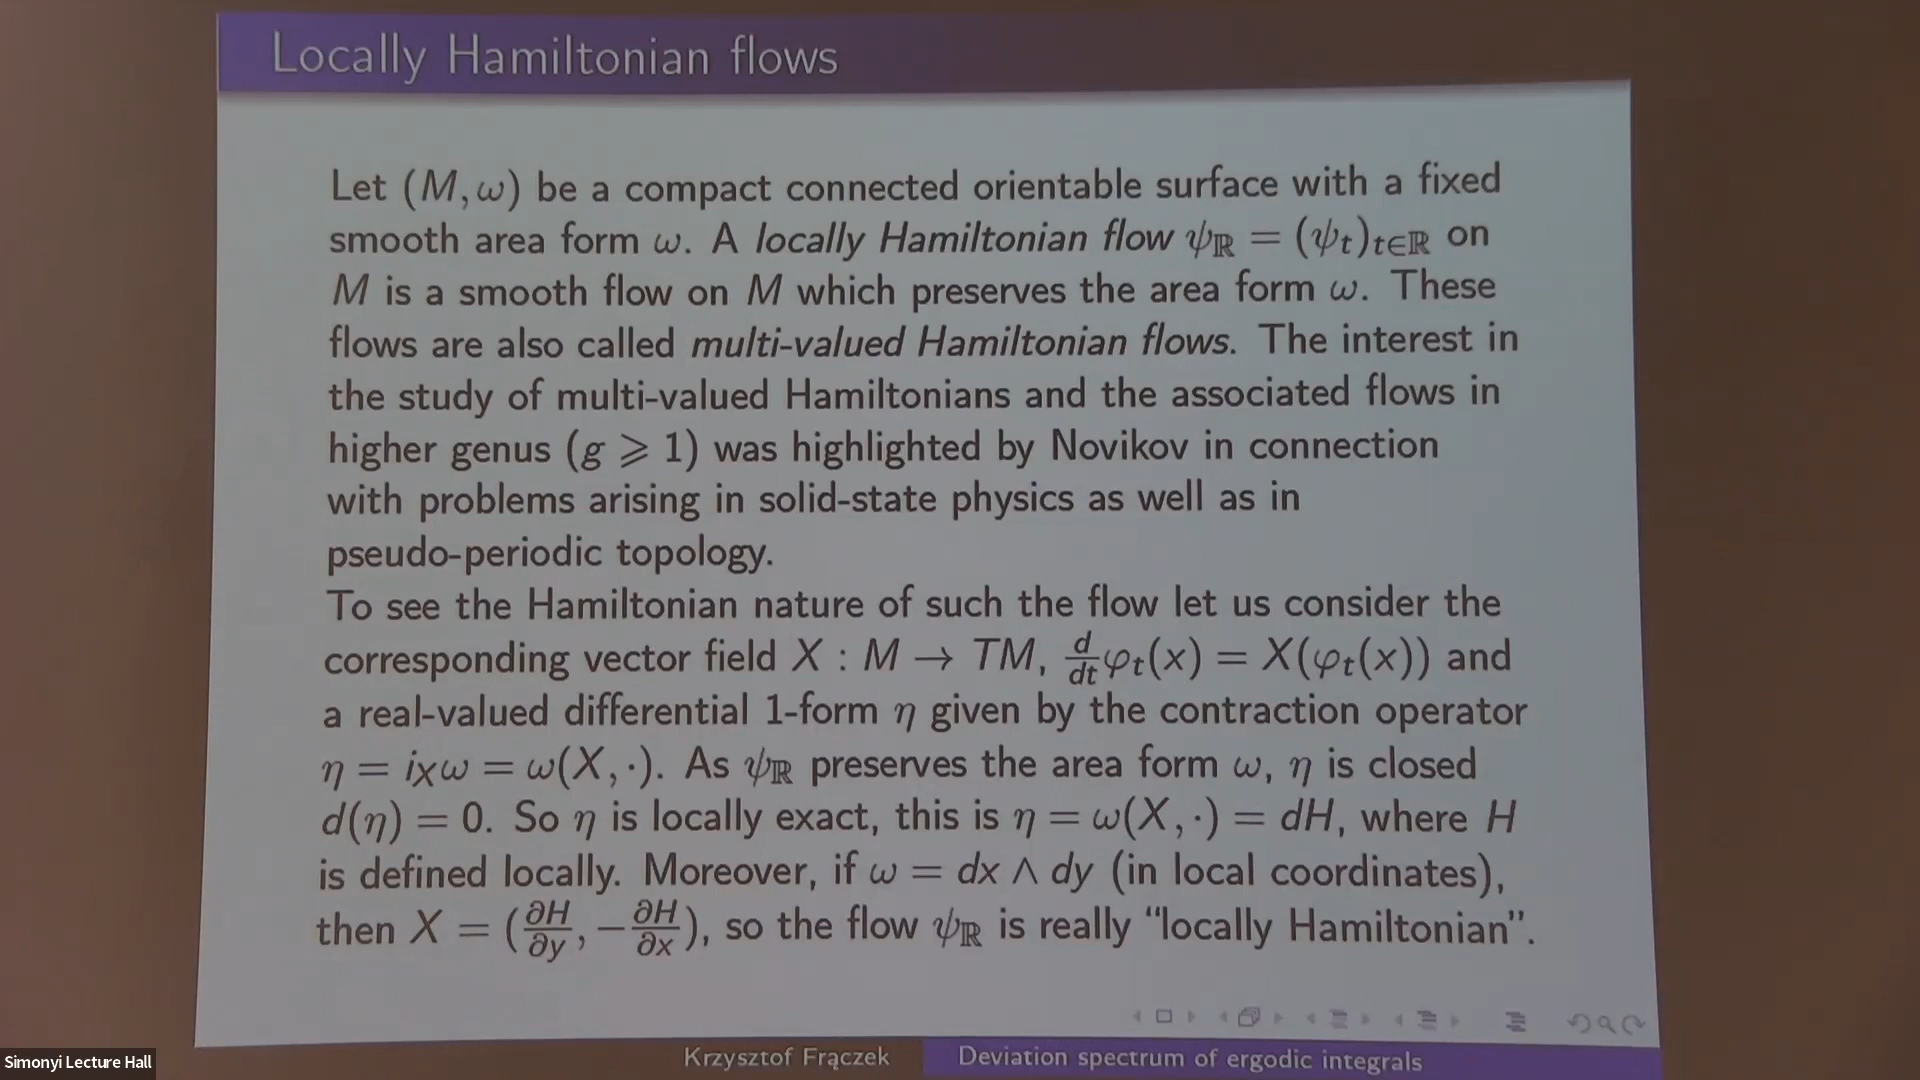 Locally Hamiltonian flows
Let (M, ω) be a compact connected orientable surface with a fixed
smooth area form ω. A locally Hamiltonian flow ψℝ = (ψt)t∈ℝ on
M is a smooth flow on M which preserves the area form ω. These
flows are also called multi-valued Hamiltonian flows. The interest in
the study of multi-valued Hamiltonians and the associated flows in
higher genus (g ⩾ 1) was highlighted by Novikov in connection
with problems arising in solid-state physics as well as in
pseudo-periodic topology.
To see the Hamiltonian nature of such the flow let us consider the
corresponding vector field X : M → TM, d/dt φt(x) = X(φt(x)) and
a real-valued differential 1-form η given by the contraction operator
η = iXω = ω(X, ·). As ψℝ preserves the area form ω, η is closed
d(η) = 0. So η is locally exact, this is η = ω(X, ·) = dH, where H
is defined locally. Moreover, if ω = dx ∧ dy (in local coordinates),
then X = (∂H/∂y, −∂H/∂x), so the flow ψℝ is really “locally Hamiltonian”.
Krzysztof Frączek Deviation spectrum of ergodic integrals
Simonyi Lecture Hall